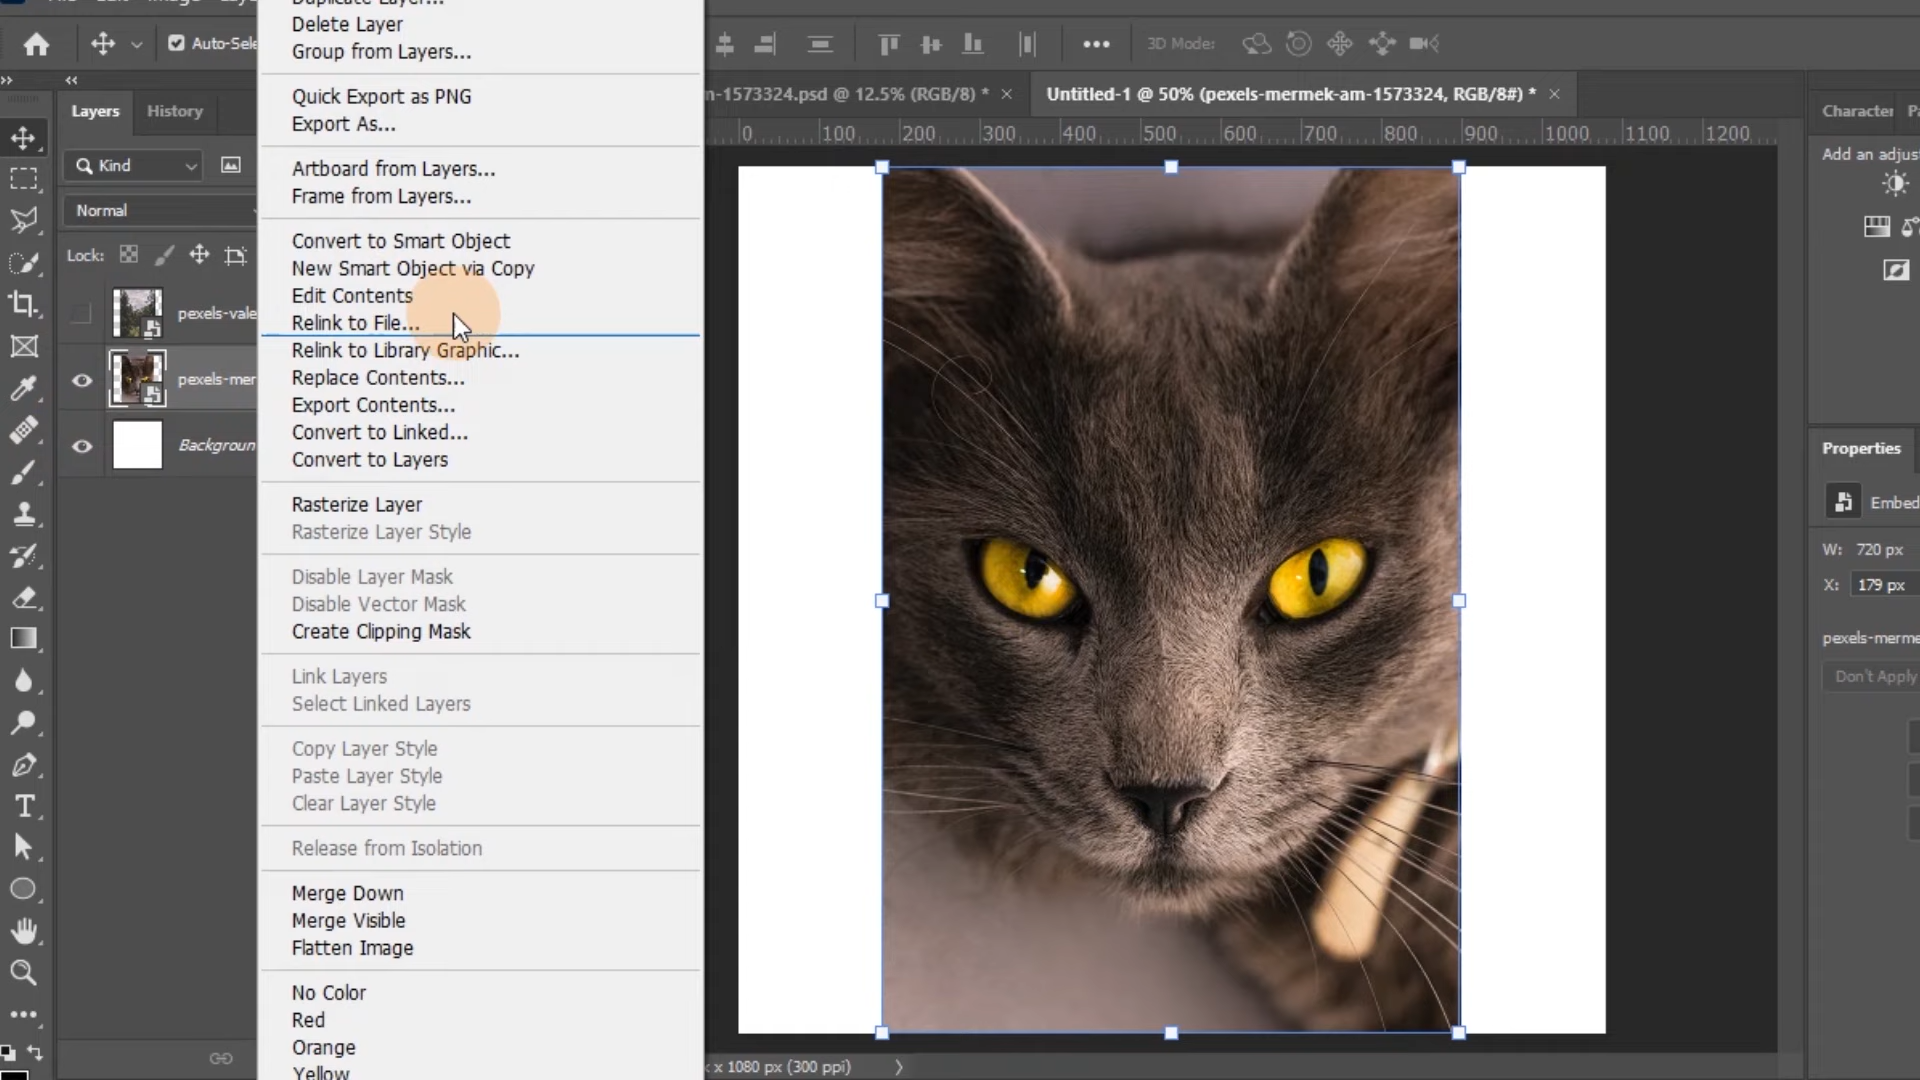 Duplicate Layer...
Delete Layer
Group from Layers...
Quick Export as PNG
Export As...
Artboard from Layers...
Frame from Layers...
Convert to Smart Object
New Smart Object via Copy
Edit Contents
Relink to File...
Relink to Library Graphic...
Replace Contents...
Export Contents...
Convert to Linked...
Convert to Layers
Rasterize Layer
Rasterize Layer Style
Disable Layer Mask
Disable Vector Mask
Create Clipping Mask
Link Layers
Select Linked Layers
Copy Layer Style
Paste Layer Style
Clear Layer Style
Release from Isolation
Merge Down
Merge Visible
Flatten Image
No Color
Red
Orange
Yellow
Auto-Sele
Layers History
Kind
Normal
Lock:
pexels-vale
pexels-mer
Backgroun
3D Mode:
m-1573324.psd @ 12.5% (RGB/8) *
Untitled-1 @ 50% (pexels-mermek-am-1573324, RGB/8#) *
0 100 200 300 400 500 600 700 800 900 1000 1100 1200
x 1080 px (300 ppi)
Character Pa
Add an adjus
Properties
Embed
W: 720 px
X: 179 px
pexels-merme
Don't Apply